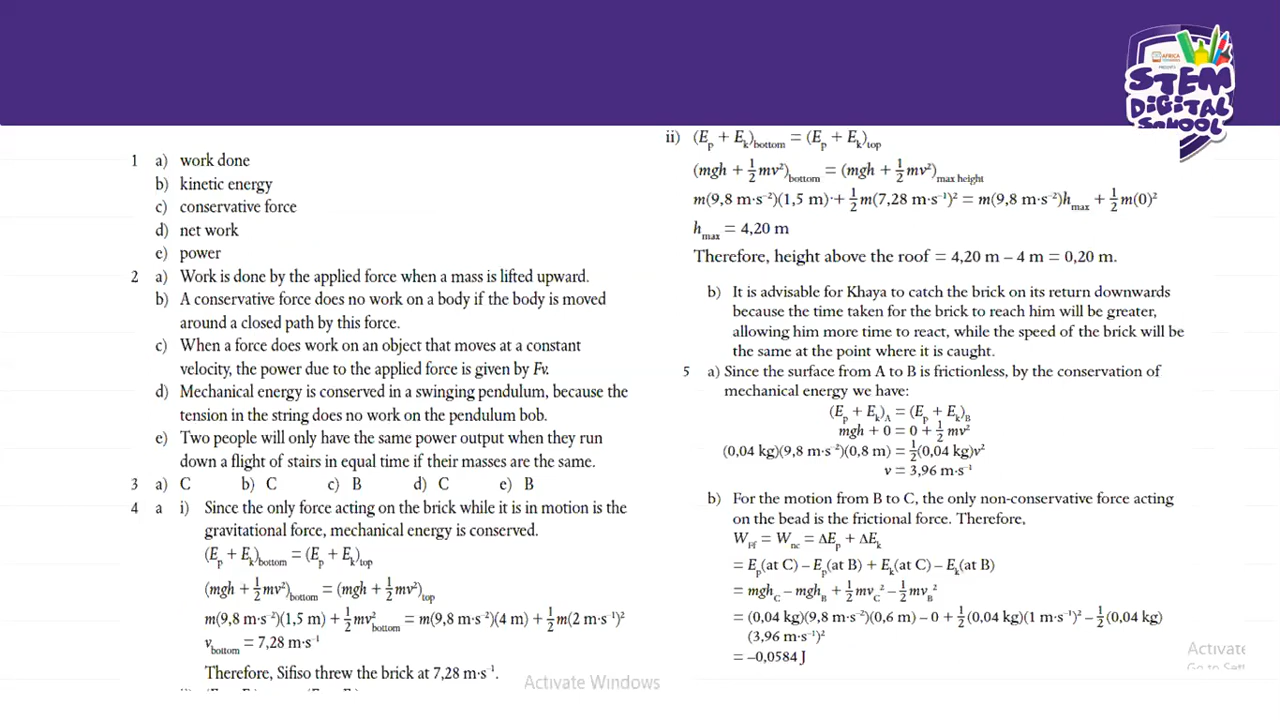 1 a) work done
b) kinetic energy
c) conservative force
d) net work
e) power
2 a) Work is done by the applied force when a mass is lifted upward.
b) A conservative force does no work on a body if the body is moved
around a closed path by this force.
c) When a force does work on an object that moves at a constant
velocity, the power due to the applied force is given by Fv.
d) Mechanical energy is conserved in a swinging pendulum, because the
tension in the string does no work on the pendulum bob.
e) Two people will only have the same power output when they run
down a flight of stairs in equal time if their masses are the same.
3 a) C b) C c) B d) C e) B
4 a i) Since the only force acting on the brick while it is in motion is the
gravitational force, mechanical energy is conserved.
(Eₚ + Eₖ)bottom = (Eₚ + Eₖ)top
(mgh + ½mv²)bottom = (mgh + ½mv²)top
m(9,8 m·s⁻²)(1,5 m) + ½mv²bottom = m(9,8 m·s⁻²)(4 m) + ½m(2 m·s⁻¹)²
vbottom = 7,28 m·s⁻¹
Therefore, Sifiso threw the brick at 7,28 m·s⁻¹.
ii) (Eₚ + Eₖ)bottom = (Eₚ + Eₖ)top
(mgh + ½mv²)bottom = (mgh + ½mv²)max height
m(9,8 m·s⁻²)(1,5 m) + ½m(7,28 m·s⁻¹)² = m(9,8 m·s⁻²)hmax + ½m(0)²
hmax = 4,20 m
Therefore, height above the roof = 4,20 m – 4 m = 0,20 m.
b) It is advisable for Khaya to catch the brick on its return downwards
because the time taken for the brick to reach him will be greater,
allowing him more time to react, while the speed of the brick will be
the same at the point where it is caught.
5 a) Since the surface from A to B is frictionless, by the conservation of
mechanical energy we have:
(Eₚ + Eₖ)A = (Eₚ + Eₖ)B
mgh + 0 = 0 + ½mv²
(0,04 kg)(9,8 m·s⁻²)(0,8 m) = ½(0,04 kg)v²
v = 3,96 m·s⁻¹
b) For the motion from B to C, the only non-conservative force acting
on the bead is the frictional force. Therefore,
WFf = Wnc = ΔEₚ + ΔEₖ
= Eₚ(at C) – Eₚ(at B) + Eₖ(at C) – Eₖ(at B)
= mghC – mghB + ½mvC² – ½mvB²
= (0,04 kg)(9,8 m·s⁻²)(0,6 m) – 0 + ½(0,04 kg)(1 m·s⁻¹)² – ½(0,04 kg)
(3,96 m·s⁻¹)²
= –0,0584 J
STEM
DIGITAL
SCHOOL
Activate Windows